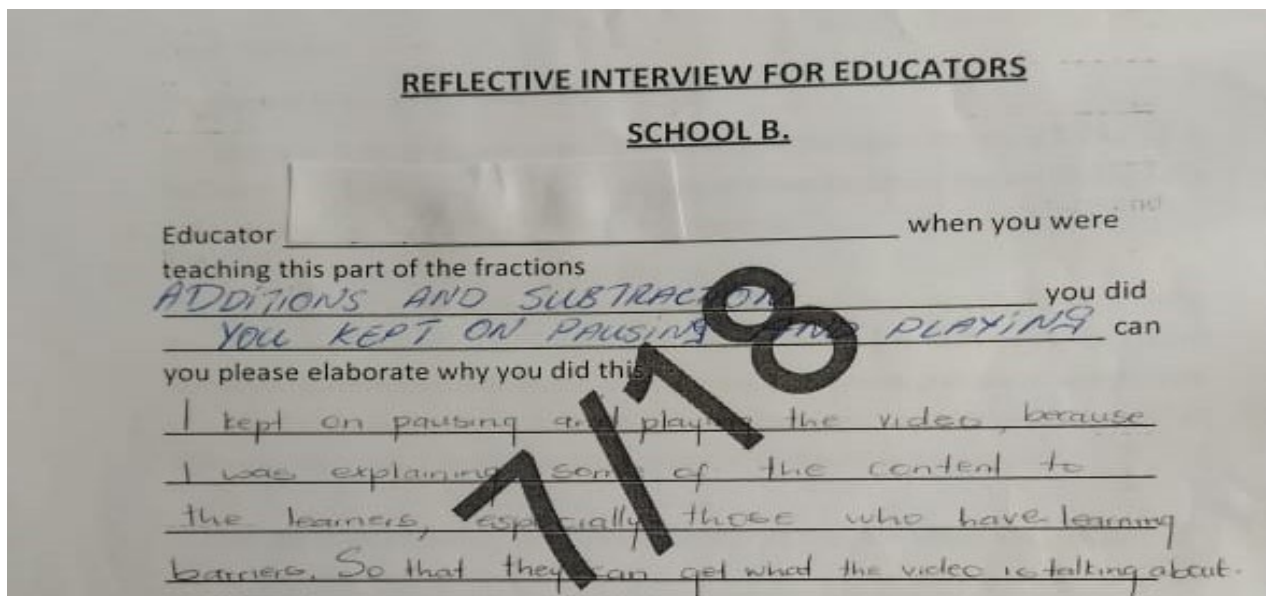 REFLECTIVE INTERVIEW FOR EDUCATORS
SCHOOL B.
Educator when you were
teaching this part of the fractions
ADDITIONS AND SUBTRACTION you did
YOU KEPT ON PAUSING AND PLAYING can
you please elaborate why you did this
I kept on pausing and playing the video, because
I was explaining some of the content to
the learners, especially those who have learning
barriers. So that they can get what the video is talking about.
7/18